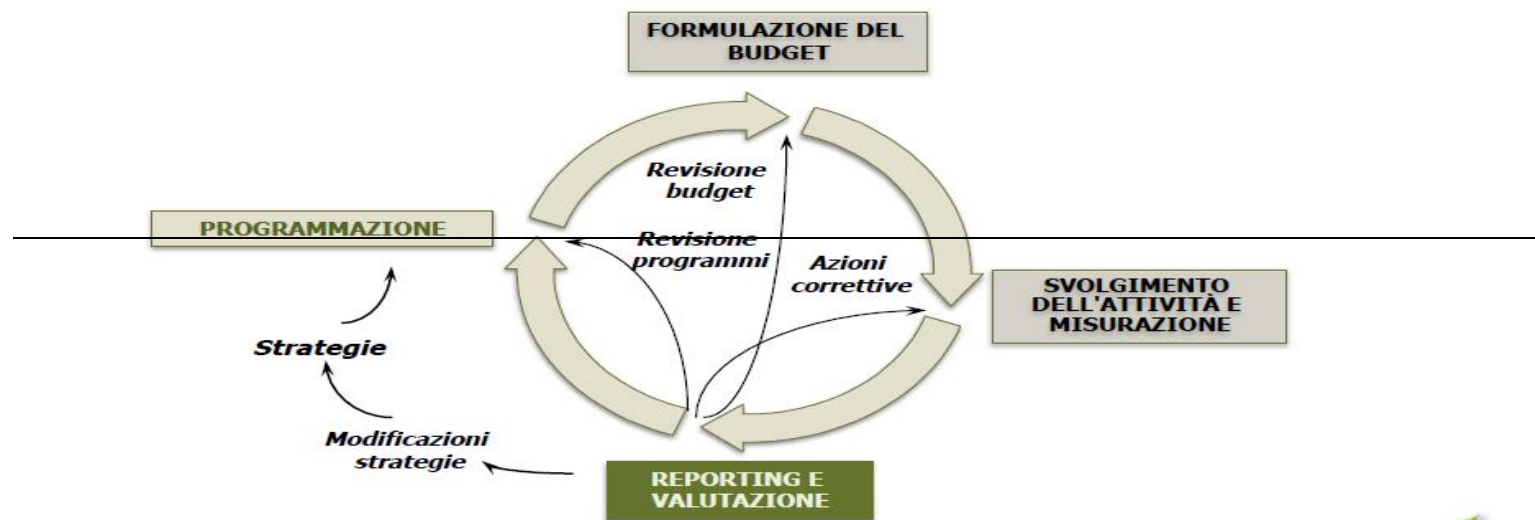 FORMULAZIONE DEL
BUDGET
Revisione
budget
PROGRAMMAZIONE
Revisione
programmi
Azioni
correttive
SVOLGIMENTO
DELL'ATTIVITÀ E
MISURAZIONE
Strategie
Modificazioni
strategie
REPORTING E
VALUTAZIONE